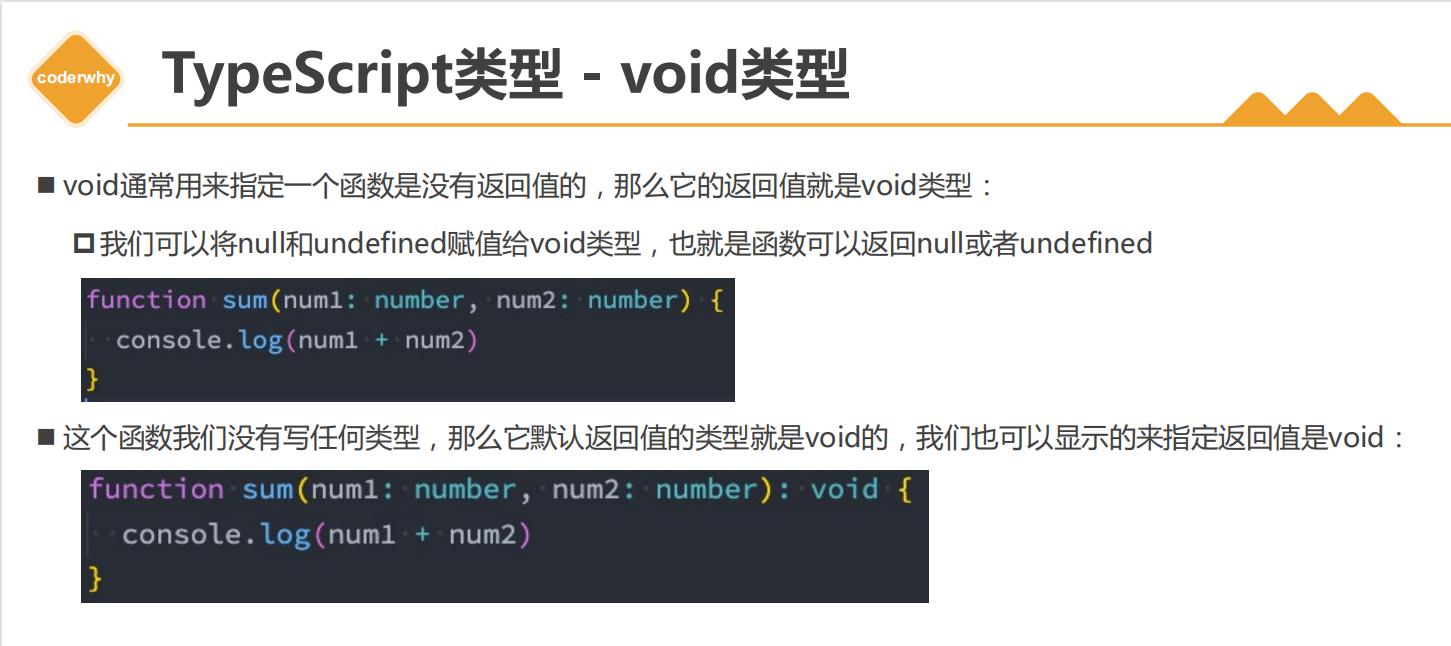 coderwhy
TypeScript类型 - void类型
void通常用来指定一个函数是没有返回值的，那么它的返回值就是void类型：
我们可以将null和undefined赋值给void类型，也就是函数可以返回null或者undefined
function sum(num1: number, num2: number) {
  console.log(num1 + num2)
}
这个函数我们没有写任何类型，那么它默认返回值的类型就是void的，我们也可以显示的来指定返回值是void：
function sum(num1: number, num2: number): void {
  console.log(num1 + num2)
}